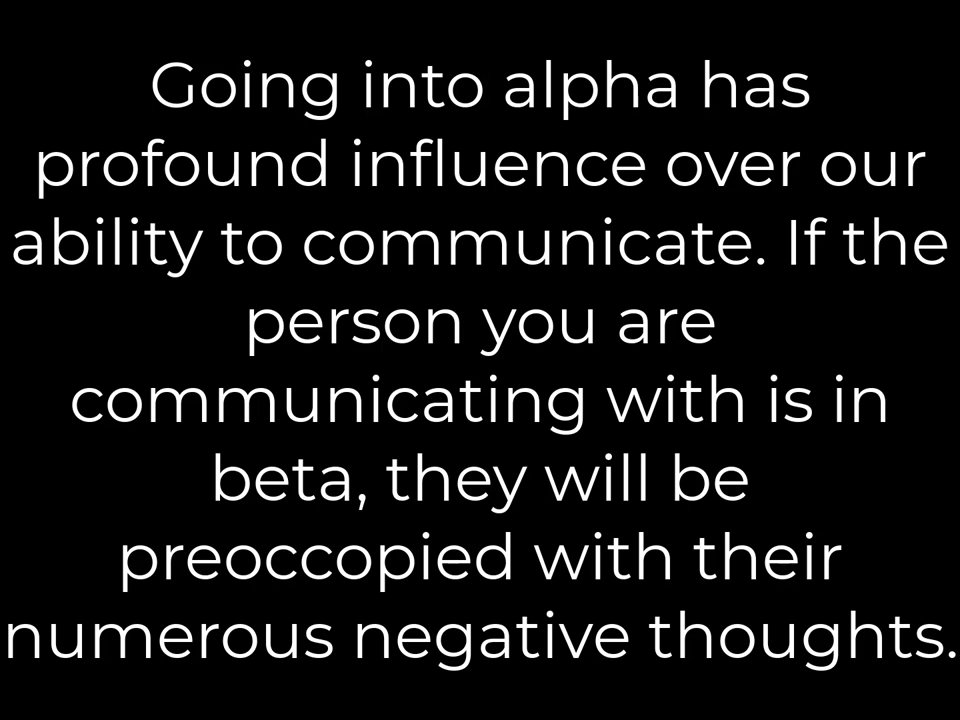 Going into alpha has
profound influence over our
ability to communicate. If the
person you are
communicating with is in
beta, they will be
preoccopied with their
numerous negative thoughts.